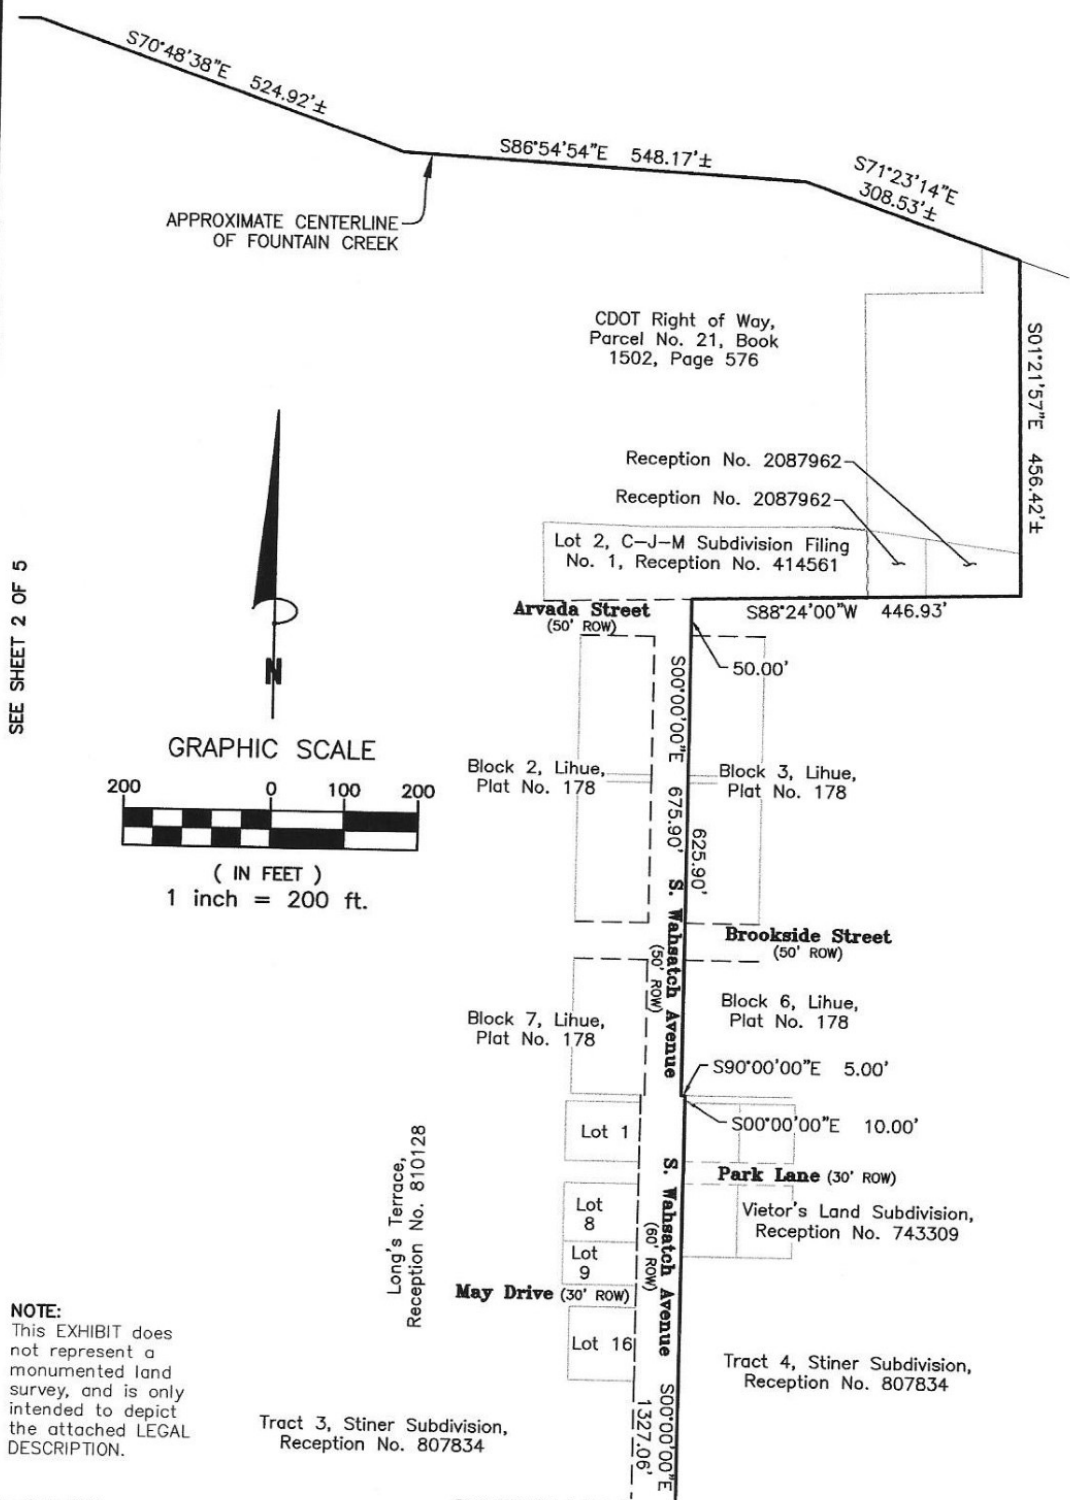 S70°48'38"E 524.92'±
S86°54'54"E 548.17'±
S71°23'14"E
308.53'±
APPROXIMATE CENTERLINE
OF FOUNTAIN CREEK
CDOT Right of Way,
Parcel No. 21, Book
1502, Page 576
S01°21'57"E 456.42'±
Reception No. 2087962
Reception No. 2087962
Lot 2, C-J-M Subdivision Filing
No. 1, Reception No. 414561
SEE SHEET 2 OF 5
Arvada Street
(50' ROW)
S88°24'00"W 446.93'
50.00'
N
S00°00'00"E 675.90'
GRAPHIC SCALE
200 0 100 200
( IN FEET )
1 inch = 200 ft.
Block 2, Lihue,
Plat No. 178
Block 3, Lihue,
Plat No. 178
625.90'
S. Wahsatch Avenue
(50' ROW)
Brookside Street
(50' ROW)
Block 7, Lihue,
Plat No. 178
Block 6, Lihue,
Plat No. 178
S90°00'00"E 5.00'
S00°00'00"E 10.00'
Lot 1
Long's Terrace,
Reception No. 810128
S. Wahsatch Avenue
(60' ROW)
Park Lane (30' ROW)
Lot
8
Vietor's Land Subdivision,
Reception No. 743309
Lot
9
May Drive (30' ROW)
Lot 16
NOTE:
This EXHIBIT does
not represent a
monumented land
survey, and is only
intended to depict
the attached LEGAL
DESCRIPTION.
Tract 4, Stiner Subdivision,
Reception No. 807834
Tract 3, Stiner Subdivision,
Reception No. 807834
S00°00'00"E
1327.06'